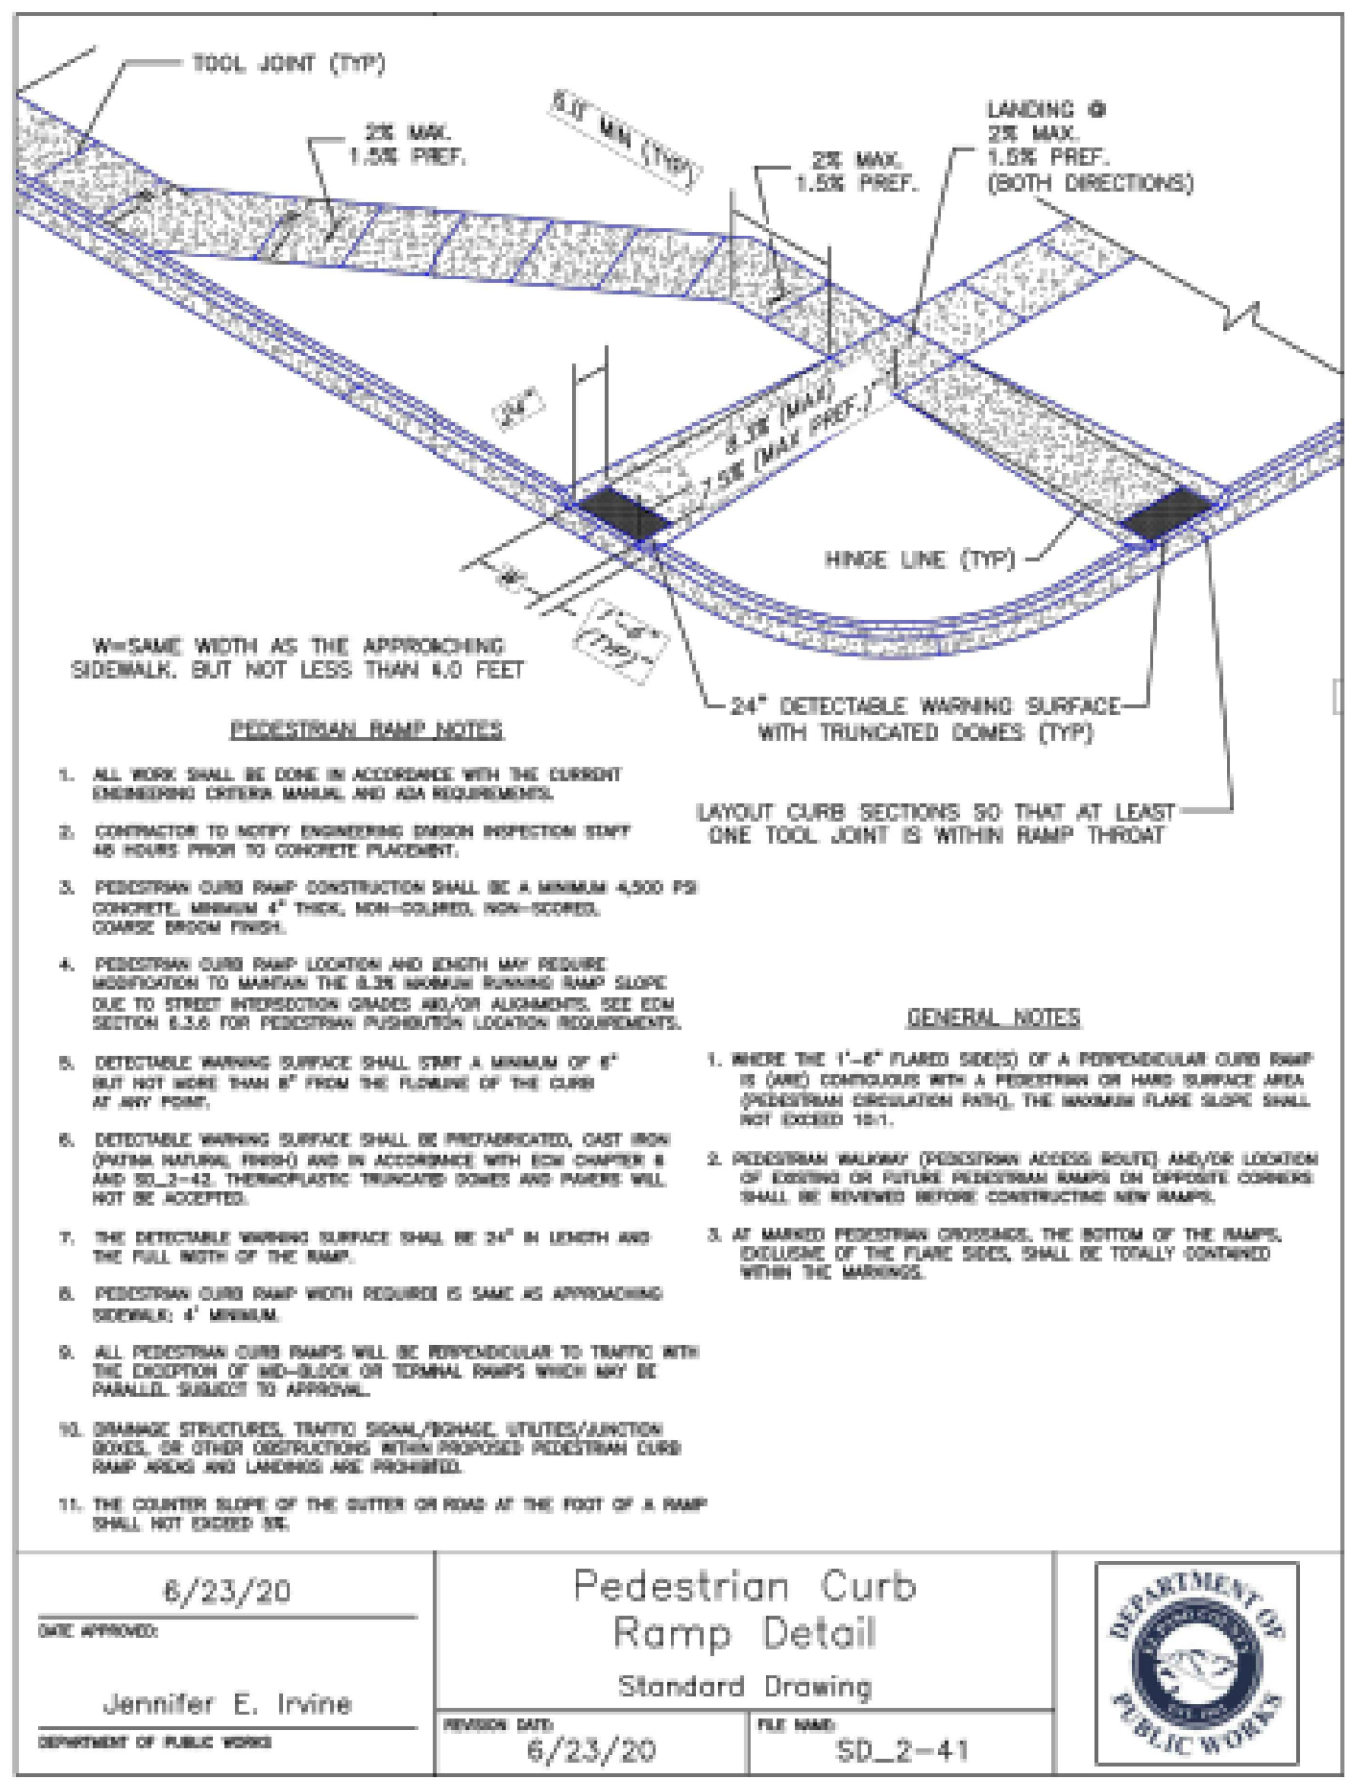 TOOL JOINT (TYP)
2% MAX.
1.5% PREF.
5.0' MIN (TYP)
2% MAX.
1.5% PREF.
LANDING @
2% MAX.
1.5% PREF.
(BOTH DIRECTIONS)
24"
8.3% (MAX)
7.5% (MAX PREF.)
HINGE LINE (TYP)
W
1'-6"
(TYP)
W=SAME WIDTH AS THE APPROACHING
SIDEWALK. BUT NOT LESS THAN 4.0 FEET
24" DETECTABLE WARNING SURFACE
WITH TRUNCATED DOMES (TYP)
LAYOUT CURB SECTIONS SO THAT AT LEAST
ONE TOOL JOINT IS WITHIN RAMP THROAT
PEDESTRIAN RAMP NOTES
1. ALL WORK SHALL BE DONE IN ACCORDANCE WITH THE CURRENT
ENGINEERING CRITERIA MANUAL AND ADA REQUIREMENTS.
2. CONTRACTOR TO NOTIFY ENGINEERING DIVISION INSPECTION STAFF
48 HOURS PRIOR TO CONCRETE PLACEMENT.
3. PEDESTRIAN CURB RAMP CONSTRUCTION SHALL BE A MINIMUM 4,500 PSI
CONCRETE, MINIMUM 4" THICK, NON-COLORED, NON-SCORED,
COARSE BROOM FINISH.
4. PEDESTRIAN CURB RAMP LOCATION AND LENGTH MAY REQUIRE
MODIFICATION TO MAINTAIN THE 8.3% MAXIMUM RUNNING RAMP SLOPE
DUE TO STREET INTERSECTION GRADES AND/OR ALIGNMENTS. SEE ECM
SECTION 6.3.6 FOR PEDESTRIAN PUSHBUTTON LOCATION REQUIREMENTS.
5. DETECTABLE WARNING SURFACE SHALL START A MINIMUM OF 6"
BUT NOT MORE THAN 8" FROM THE FLOWLINE OF THE CURB
AT ANY POINT.
6. DETECTABLE WARNING SURFACE SHALL BE PREFABRICATED, CAST IRON
(PATINA NATURAL FINISH) AND IN ACCORDANCE WITH ECM CHAPTER 6
AND SD_2-42. THERMOPLASTIC TRUNCATED DOMES AND PAVERS WILL
NOT BE ACCEPTED.
7. THE DETECTABLE WARNING SURFACE SHALL BE 24" IN LENGTH AND
THE FULL WIDTH OF THE RAMP.
8. PEDESTRIAN CURB RAMP WIDTH REQUIRED IS SAME AS APPROACHING
SIDEWALK; 4' MINIMUM.
9. ALL PEDESTRIAN CURB RAMPS WILL BE PERPENDICULAR TO TRAFFIC WITH
THE EXCEPTION OF MID-BLOCK OR TERMINAL RAMPS WHICH MAY BE
PARALLEL SUBJECT TO APPROVAL.
10. DRAINAGE STRUCTURES, TRAFFIC SIGNAL/SIGNAGE, UTILITIES/JUNCTION
BOXES, OR OTHER OBSTRUCTIONS WITHIN PROPOSED PEDESTRIAN CURB
RAMP AREAS AND LANDINGS ARE PROHIBITED.
11. THE COUNTER SLOPE OF THE GUTTER OR ROAD AT THE FOOT OF A RAMP
SHALL NOT EXCEED 5%.
GENERAL NOTES
1. WHERE THE 1'-6" FLARED SIDE(S) OF A PERPENDICULAR CURB RAMP
IS (ARE) CONTIGUOUS WITH A PEDESTRIAN OR HARD SURFACE AREA
(PEDESTRIAN CIRCULATION PATH), THE MAXIMUM FLARE SLOPE SHALL
NOT EXCEED 10:1.
2. PEDESTRIAN WALKWAY (PEDESTRIAN ACCESS ROUTE) AND/OR LOCATION
OF EXISTING OR FUTURE PEDESTRIAN RAMPS ON OPPOSITE CORNERS
SHALL BE REVIEWED BEFORE CONSTRUCTING NEW RAMPS.
3. AT MARKED PEDESTRIAN CROSSINGS, THE BOTTOM OF THE RAMPS,
EXCLUSIVE OF THE FLARE SIDES, SHALL BE TOTALLY CONTAINED
WITHIN THE MARKINGS.
6/23/20
DATE APPROVED:
Jennifer E. Irvine
DEPARTMENT OF PUBLIC WORKS
Pedestrian Curb
Ramp Detail
Standard Drawing
REVISION DATE:
6/23/20
FILE NAME:
SD_2-41
DEPARTMENT OF
PUBLIC WORKS